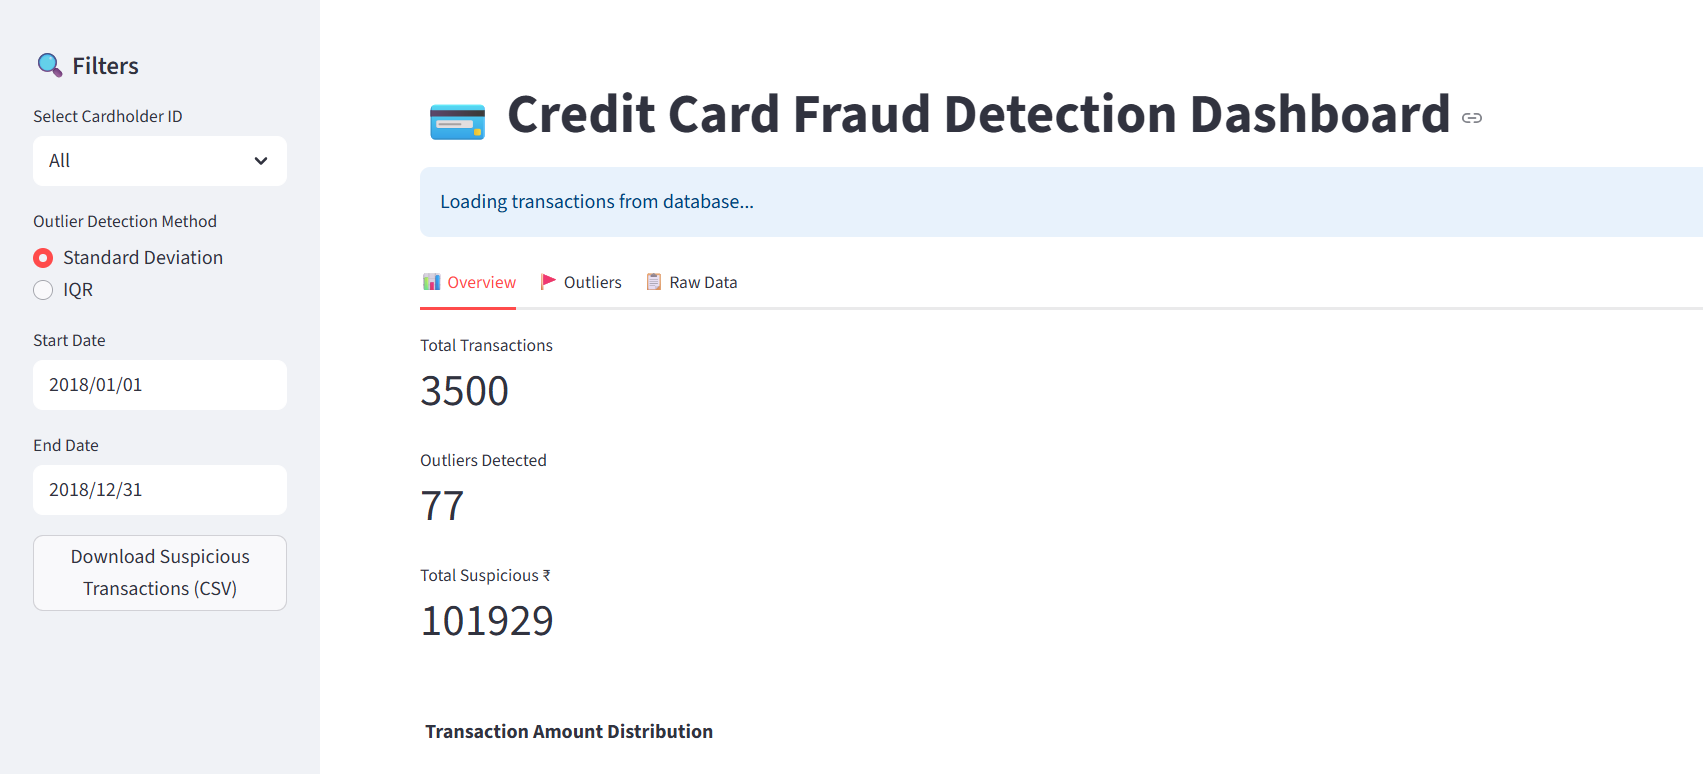 Filters
Select Cardholder ID
All
Outlier Detection Method
Standard Deviation
IQR
Start Date
2018/01/01
End Date
2018/12/31
Download Suspicious
Transactions (CSV)
Credit Card Fraud Detection Dashboard
Loading transactions from database...
Overview Outliers Raw Data
Total Transactions
3500
Outliers Detected
77
Total Suspicious ₹
101929
Transaction Amount Distribution